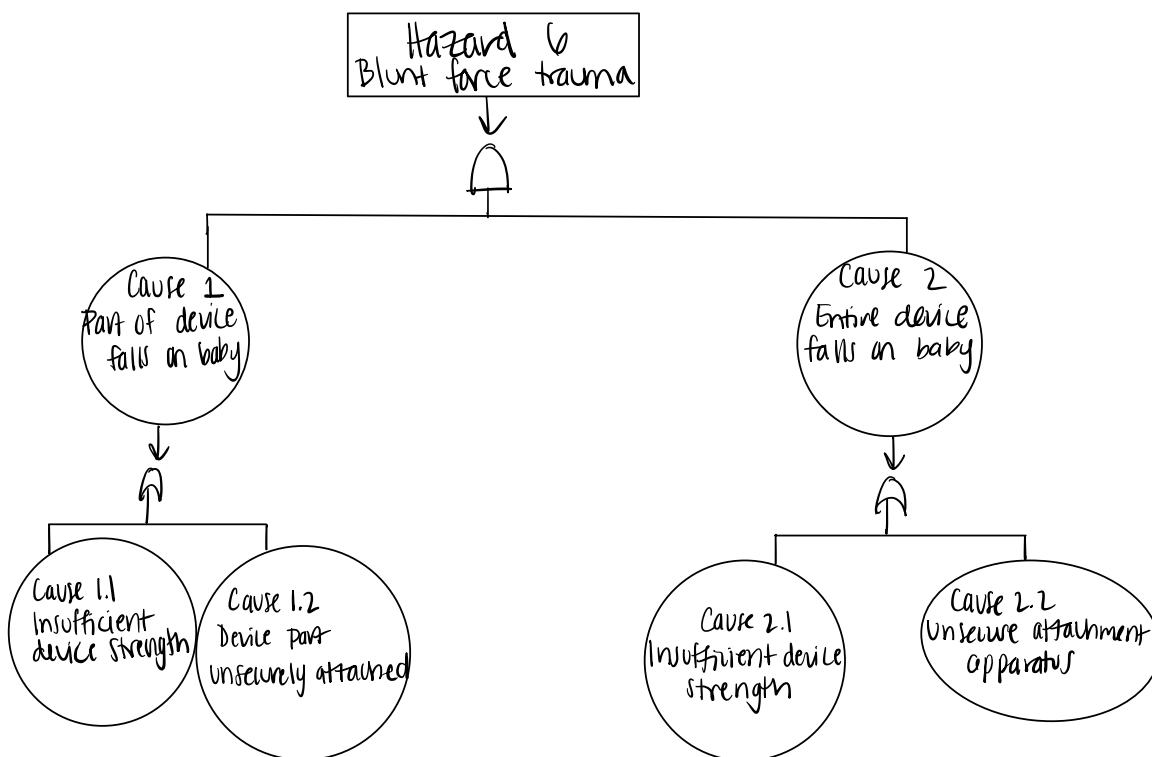 Hazard 6
Blunt force trauma
Cause 1
Part of device
falls on baby
Cause 2
Entire device
falls on baby
Cause 1.1
Insufficient
device strength
Cause 1.2
Device part
unsecurely attached
Cause 2.1
Insufficient device
strength
Cause 2.2
Unsecure attachment
apparatus